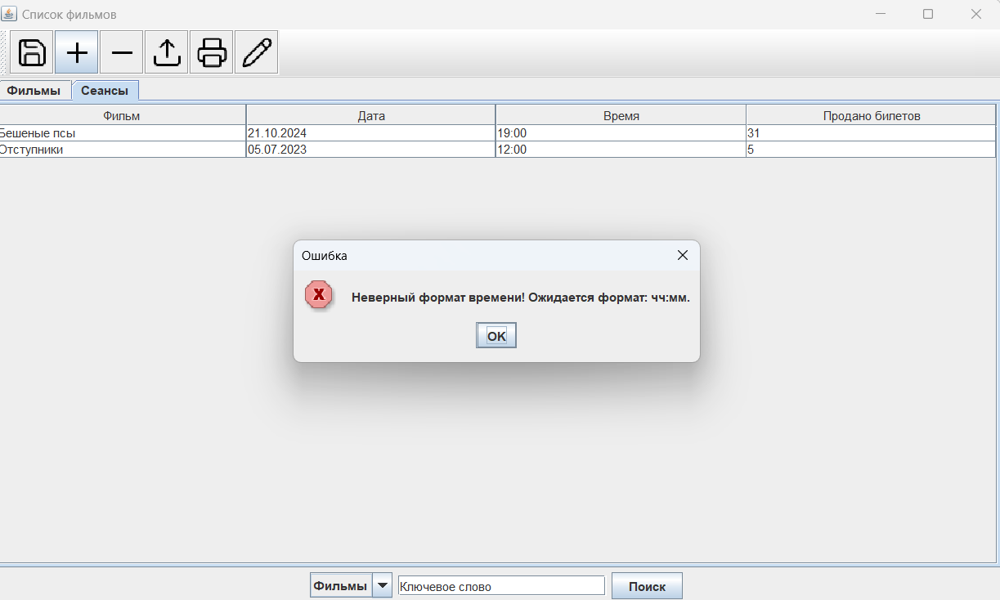 Список фильмов
Фильмы Сеансы
Фильм Дата Время Продано билетов
Бешеные псы 21.10.2024 19:00 31
Отступники 05.07.2023 12:00 5
Ошибка
Неверный формат времени! Ожидается формат: чч:мм.
OK
Фильмы Ключевое слово Поиск